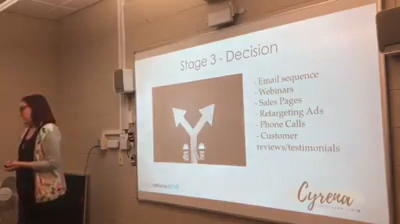 Stage 3 - Decision
- Email sequence
- Webinars
- Sales Pages
- Retargeting Ads
- Phone Calls
- Customer
reviews/testimonials
Cyrena